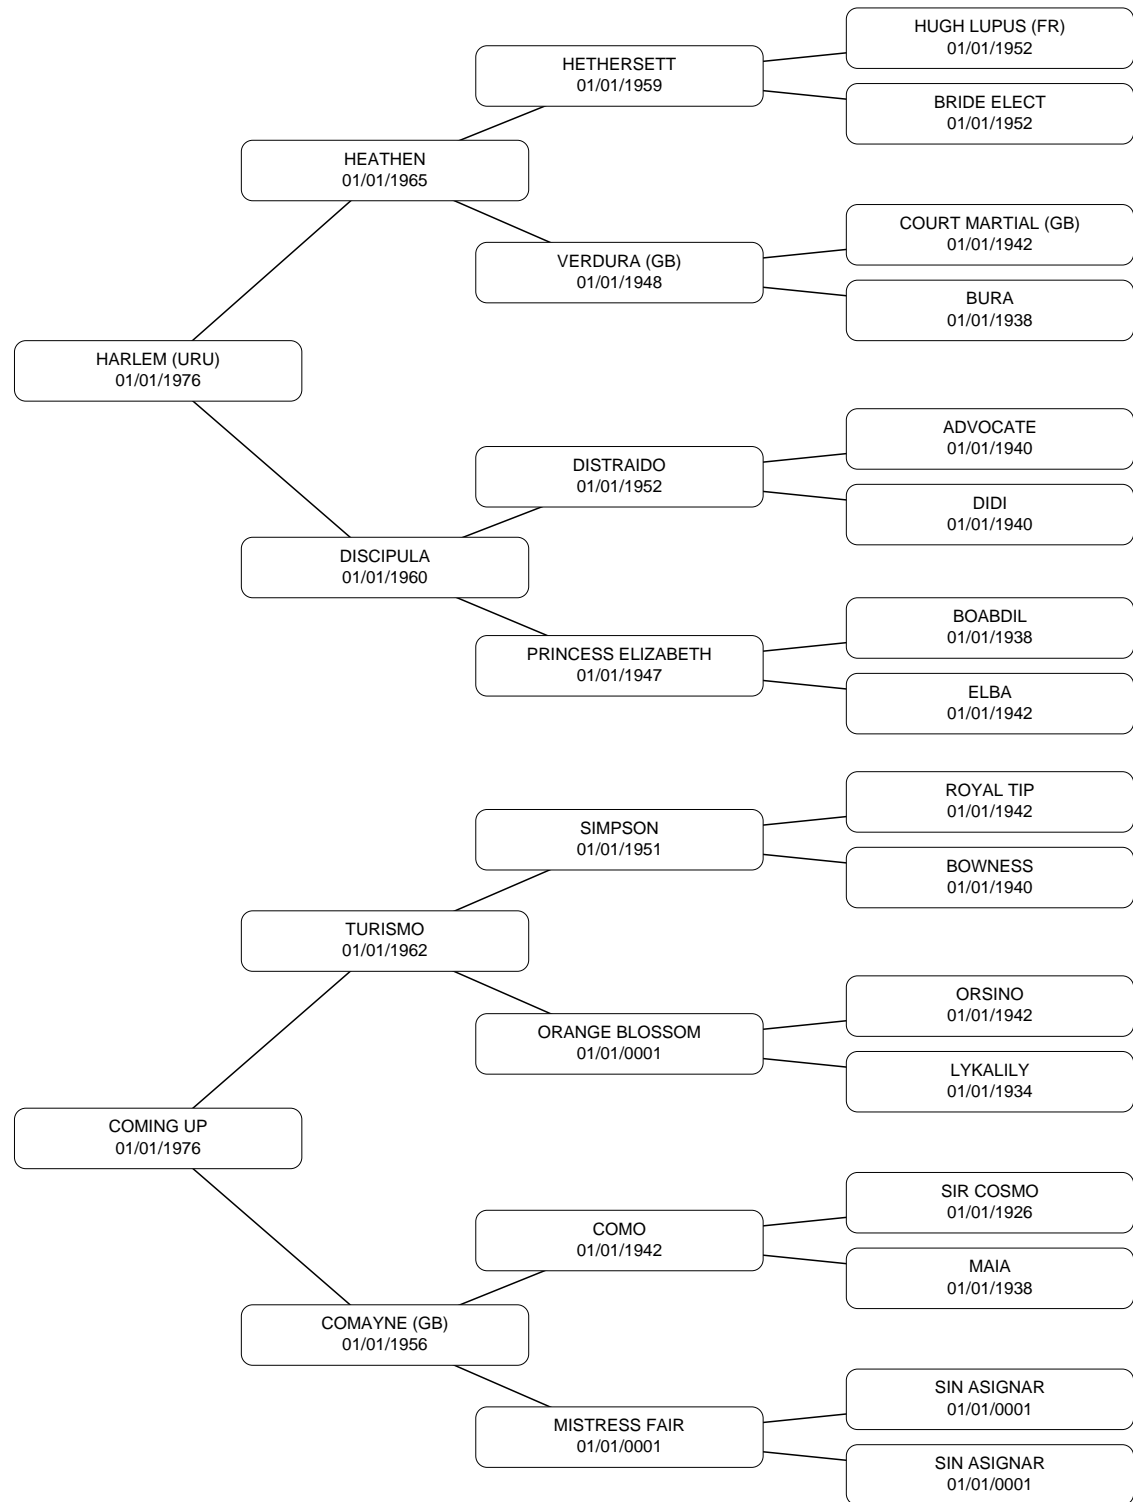 HUGH LUPUS (FR)
01/01/1952
HETHERSETT
01/01/1959
BRIDE ELECT
01/01/1952
HEATHEN
01/01/1965
COURT MARTIAL (GB)
01/01/1942
VERDURA (GB)
01/01/1948
BURA
01/01/1938
HARLEM (URU)
01/01/1976
ADVOCATE
01/01/1940
DISTRAIDO
01/01/1952
DIDI
01/01/1940
DISCIPULA
01/01/1960
BOABDIL
01/01/1938
PRINCESS ELIZABETH
01/01/1947
ELBA
01/01/1942
ROYAL TIP
01/01/1942
SIMPSON
01/01/1951
BOWNESS
01/01/1940
TURISMO
01/01/1962
ORSINO
01/01/1942
ORANGE BLOSSOM
01/01/0001
LYKALILY
01/01/1934
COMING UP
01/01/1976
SIR COSMO
01/01/1926
COMO
01/01/1942
MAIA
01/01/1938
COMAYNE (GB)
01/01/1956
SIN ASIGNAR
01/01/0001
MISTRESS FAIR
01/01/0001
SIN ASIGNAR
01/01/0001